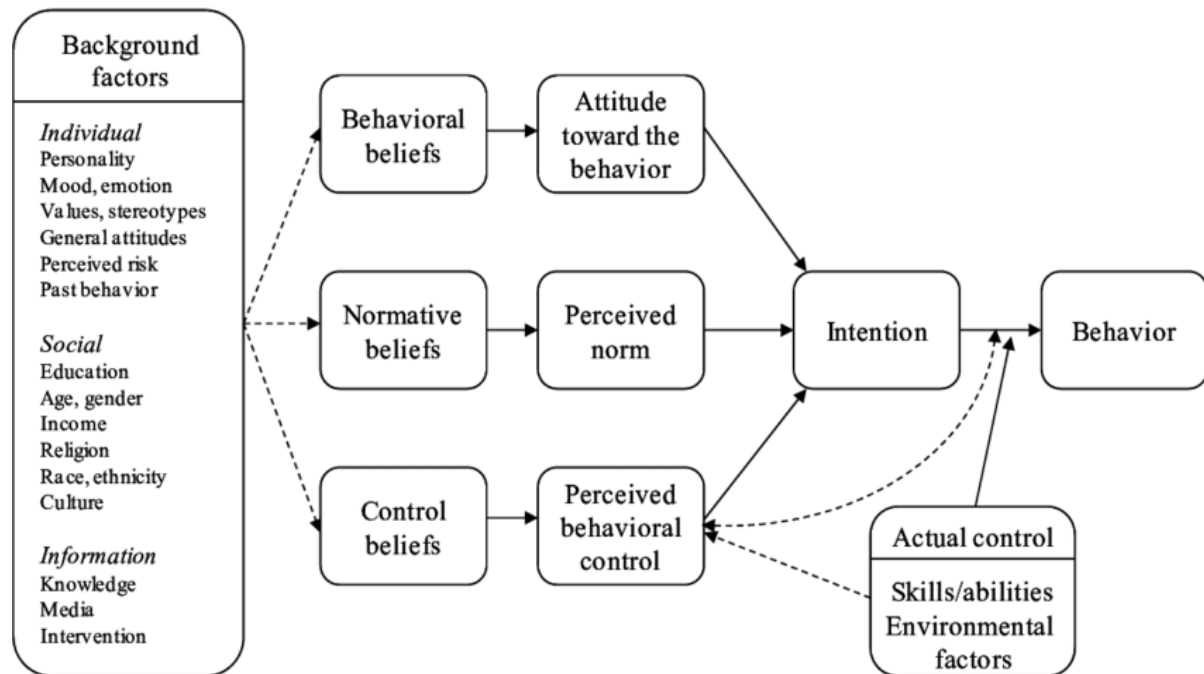 Background
factors
Individual
Personality
Mood, emotion
Values, stereotypes
General attitudes
Perceived risk
Past behavior
Social
Education
Age, gender
Income
Religion
Race, ethnicity
Culture
Information
Knowledge
Media
Intervention
Behavioral
beliefs
Attitude
toward the
behavior
Normative
beliefs
Perceived
norm
Intention
Behavior
Control
beliefs
Perceived
behavioral
control
Actual control
Skills/abilities
Environmental
factors